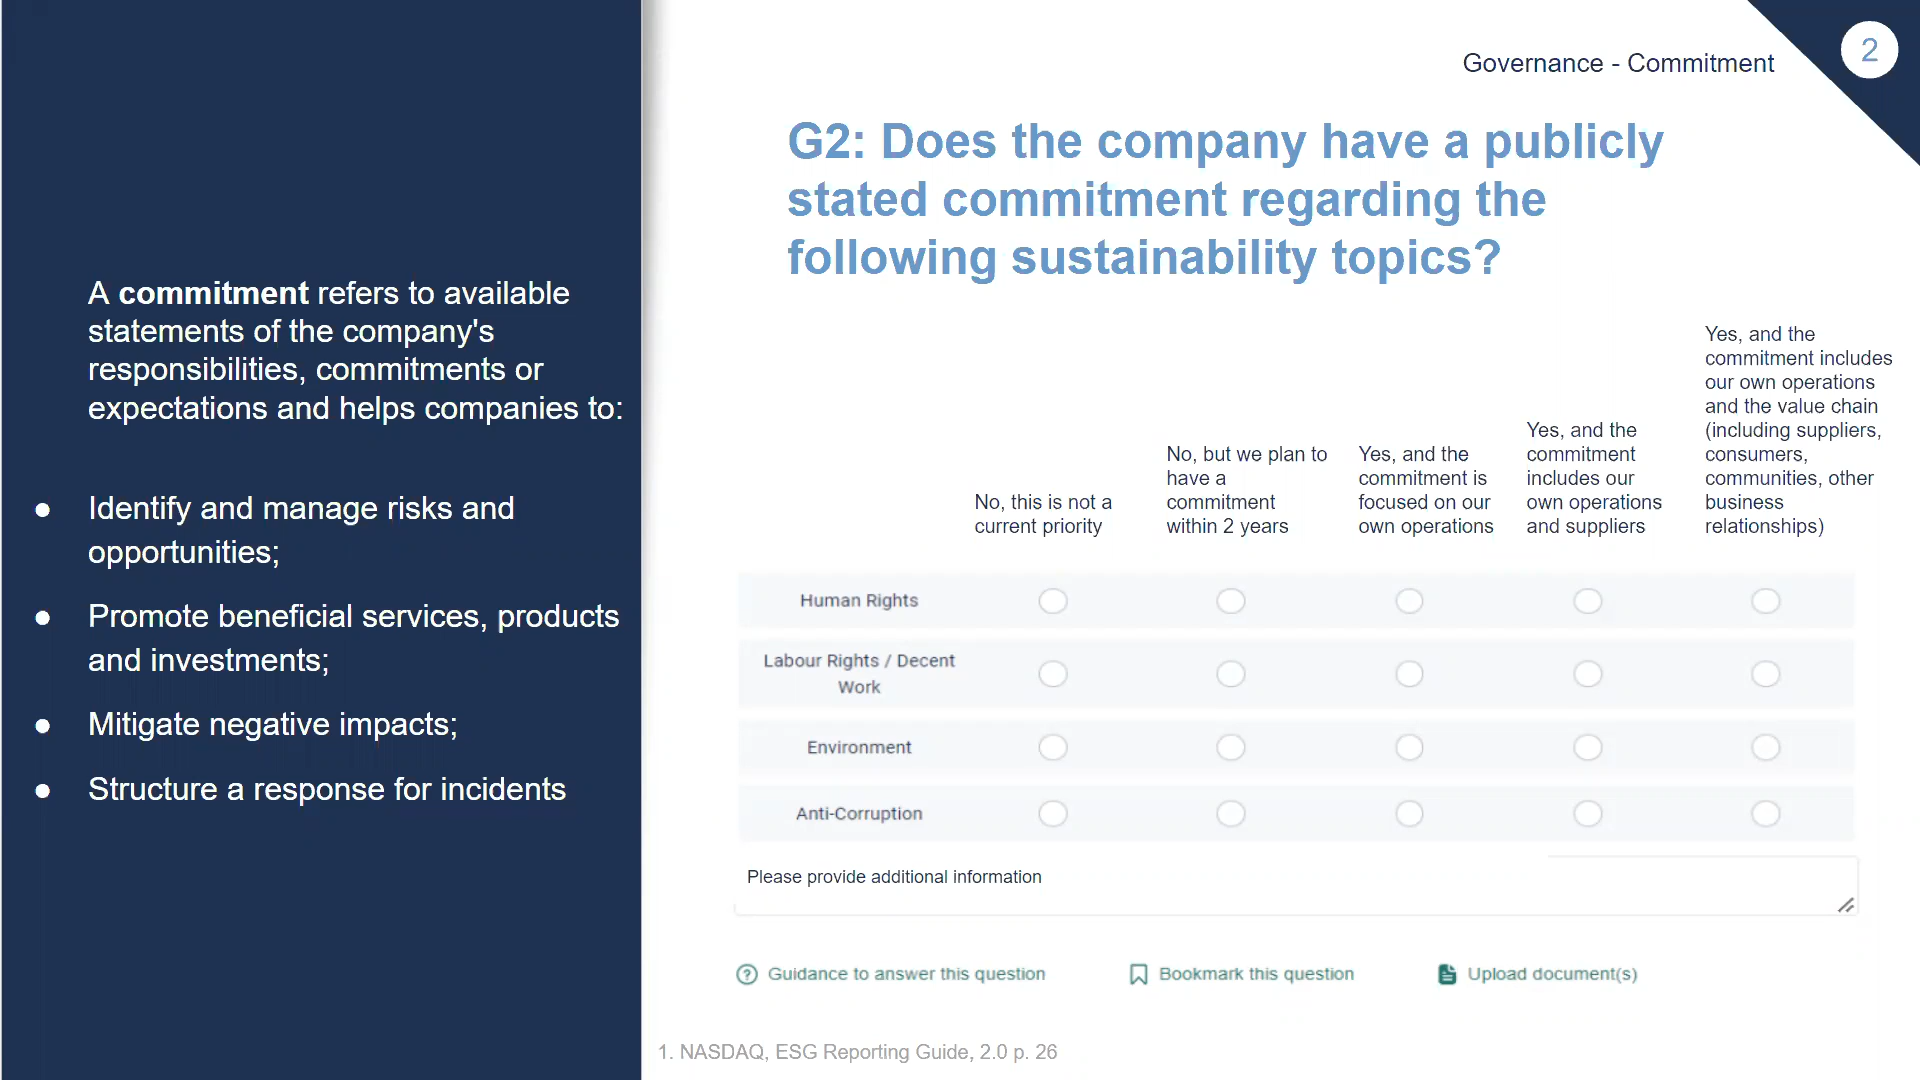 A commitment refers to available
statements of the company's
responsibilities, commitments or
expectations and helps companies to:
● Identify and manage risks and
opportunities;
● Promote beneficial services, products
and investments;
● Mitigate negative impacts;
● Structure a response for incidents
Governance - Commitment
2
G2: Does the company have a publicly
stated commitment regarding the
following sustainability topics?
No, this is not a
current priority
No, but we plan to
have a
commitment
within 2 years
Yes, and the
commitment is
focused on our
own operations
Yes, and the
commitment
includes our
own operations
and suppliers
Yes, and the
commitment includes
our own operations
and the value chain
(including suppliers,
consumers,
communities, other
business
relationships)
Human Rights
Labour Rights / Decent
Work
Environment
Anti-Corruption
Please provide additional information
Guidance to answer this question
Bookmark this question
Upload document(s)
1. NASDAQ, ESG Reporting Guide, 2.0 p. 26